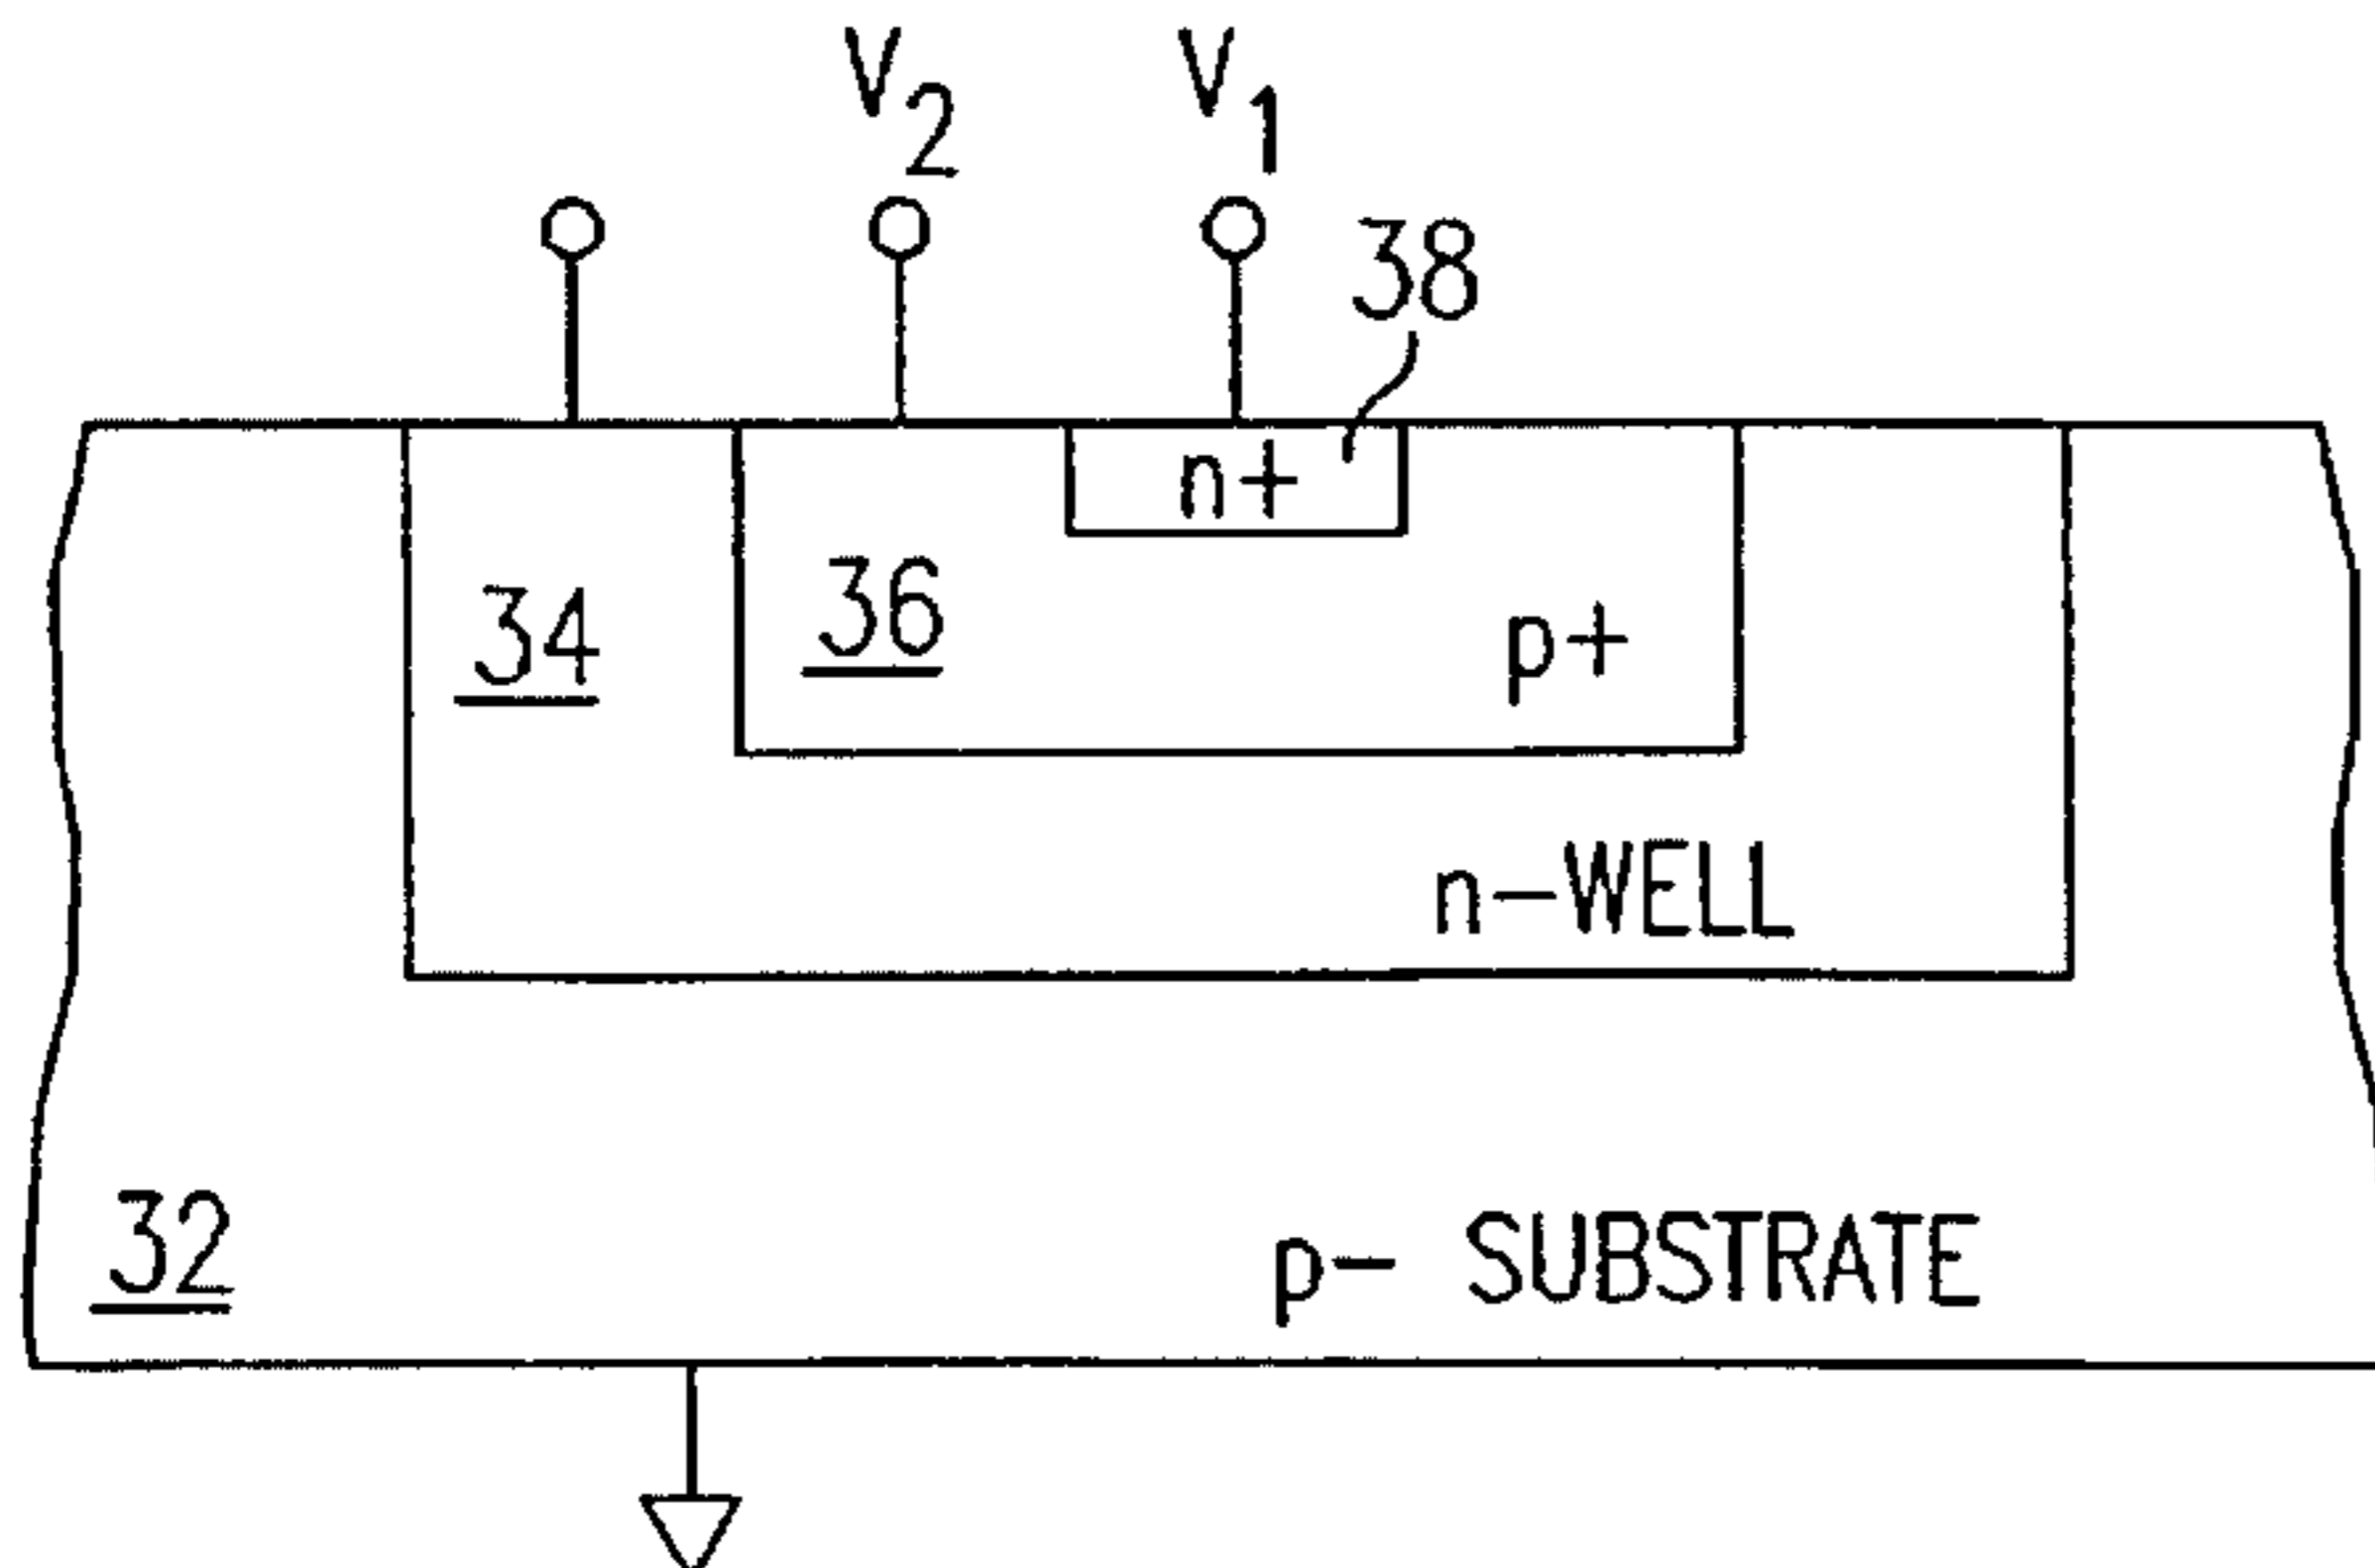 V2
V1
38
n+
36
34
p+
n-WELL
32
p- SUBSTRATE